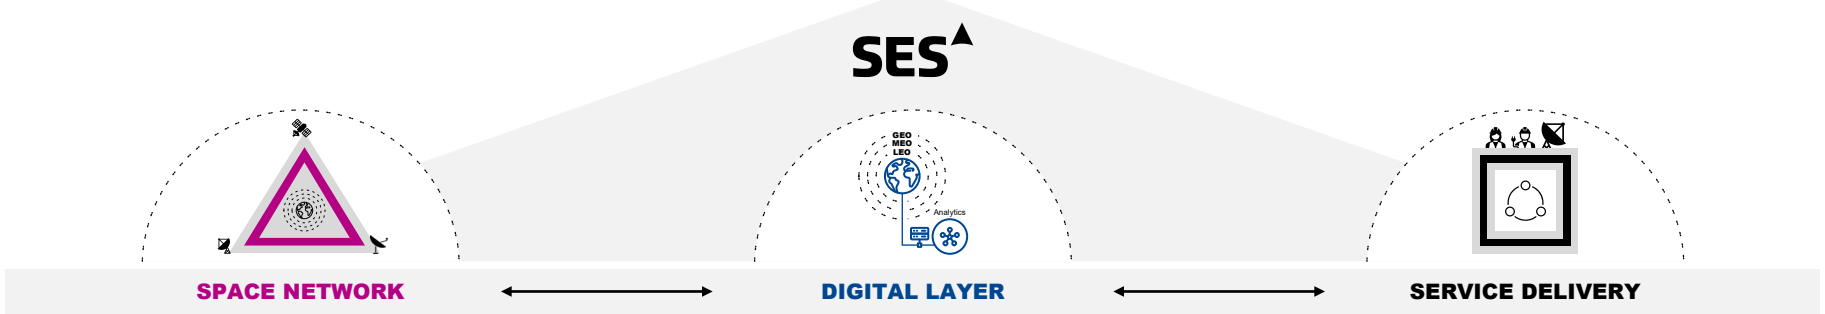 SES
GEO
MEO
LEO
Analytics
SPACE NETWORK
DIGITAL LAYER
SERVICE DELIVERY